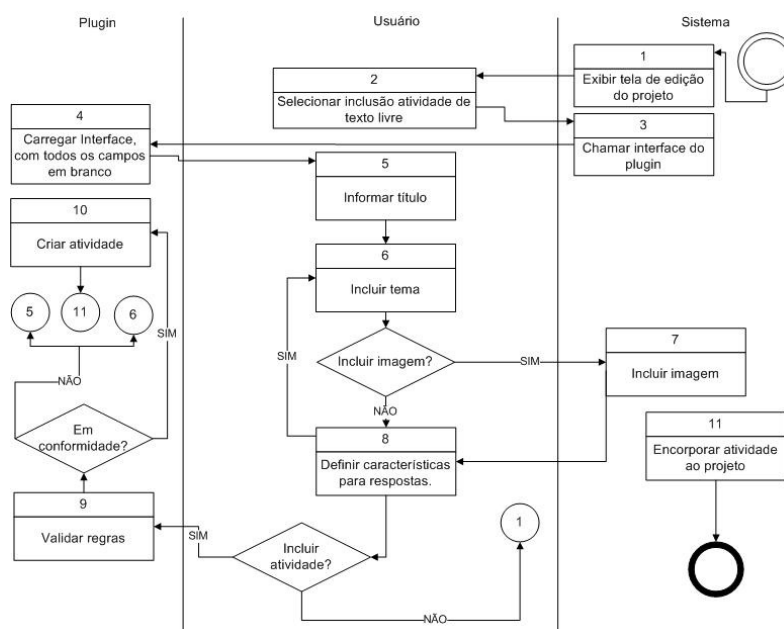 Plugin
Usuário
Sistema
1
Exibir tela de edição
do projeto
2
Selecionar inclusão atividade de
texto livre
3
Chamar interface do
plugin
4
Carregar Interface,
com todos os campos
em branco
5
Informar título
10
Criar atividade
6
Incluir tema
5
11
6
SIM
SIM
Incluir imagem?
SIM
7
Incluir imagem
NÃO
NÃO
Em
conformidade?
8
Definir características
para respostas.
11
Encorporar atividade
ao projeto
9
Validar regras
SIM
Incluir
atividade?
1
NÃO